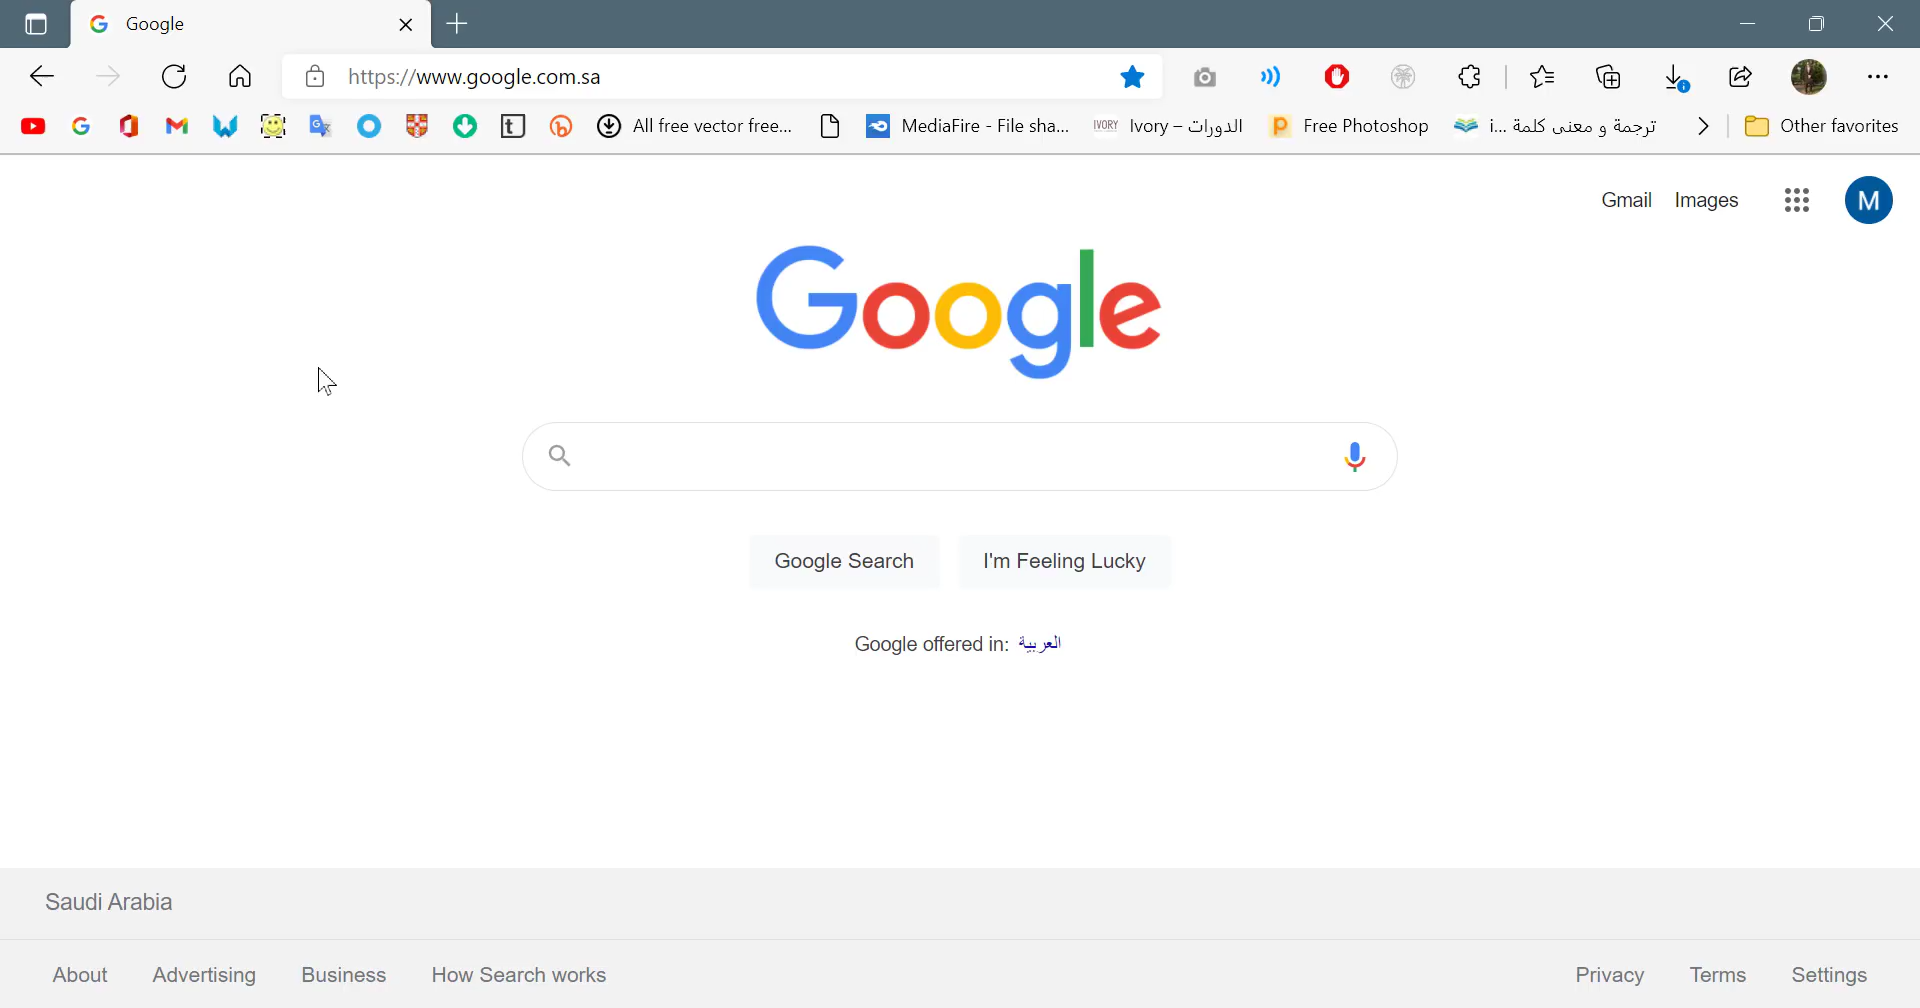 Google
https://www.google.com.sa
All free vector free...
MediaFire - File sha...
IVORY
Ivory – الدورات
Free Photoshop
ترجمة و معنى كلمة i...
Other favorites
Gmail
Images
M
Google
Google Search
I'm Feeling Lucky
Google offered in: العربية
Saudi Arabia
About
Advertising
Business
How Search works
Privacy
Terms
Settings